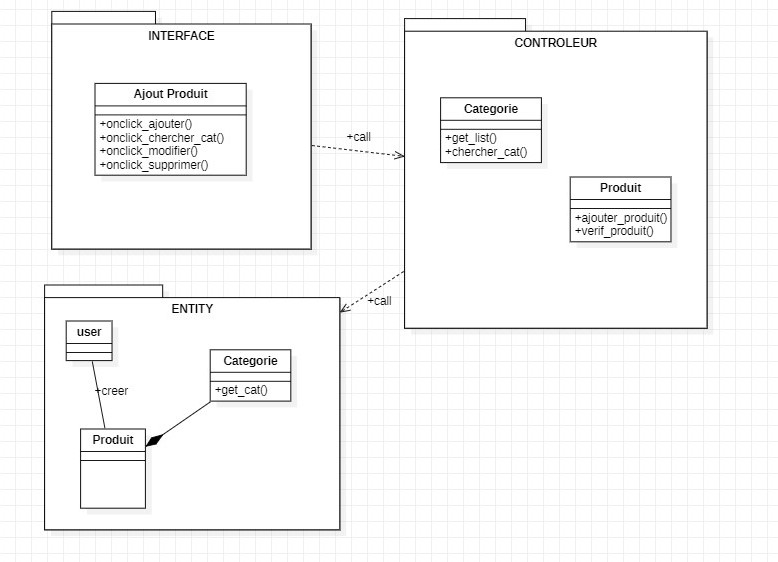 INTERFACE
Ajout Produit
+onclick_ajouter()
+onclick_chercher_cat()
+onclick_modifier()
+onclick_supprimer()
+call
CONTROLEUR
Categorie
+get_list()
+chercher_cat()
Produit
+ajouter_produit()
+verif_produit()
+call
ENTITY
user
+creer
Categorie
+get_cat()
Produit